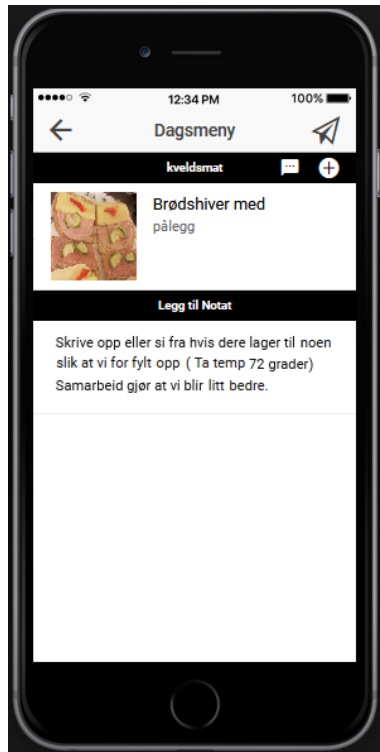 12:34 PM
100%
Dagsmeny
kveldsmat
Brødshiver med
pålegg
Legg til Notat
Skrive opp eller si fra hvis dere lager til noen
slik at vi for fylt opp ( Ta temp 72 grader)
Samarbeid gjør at vi blir litt bedre.